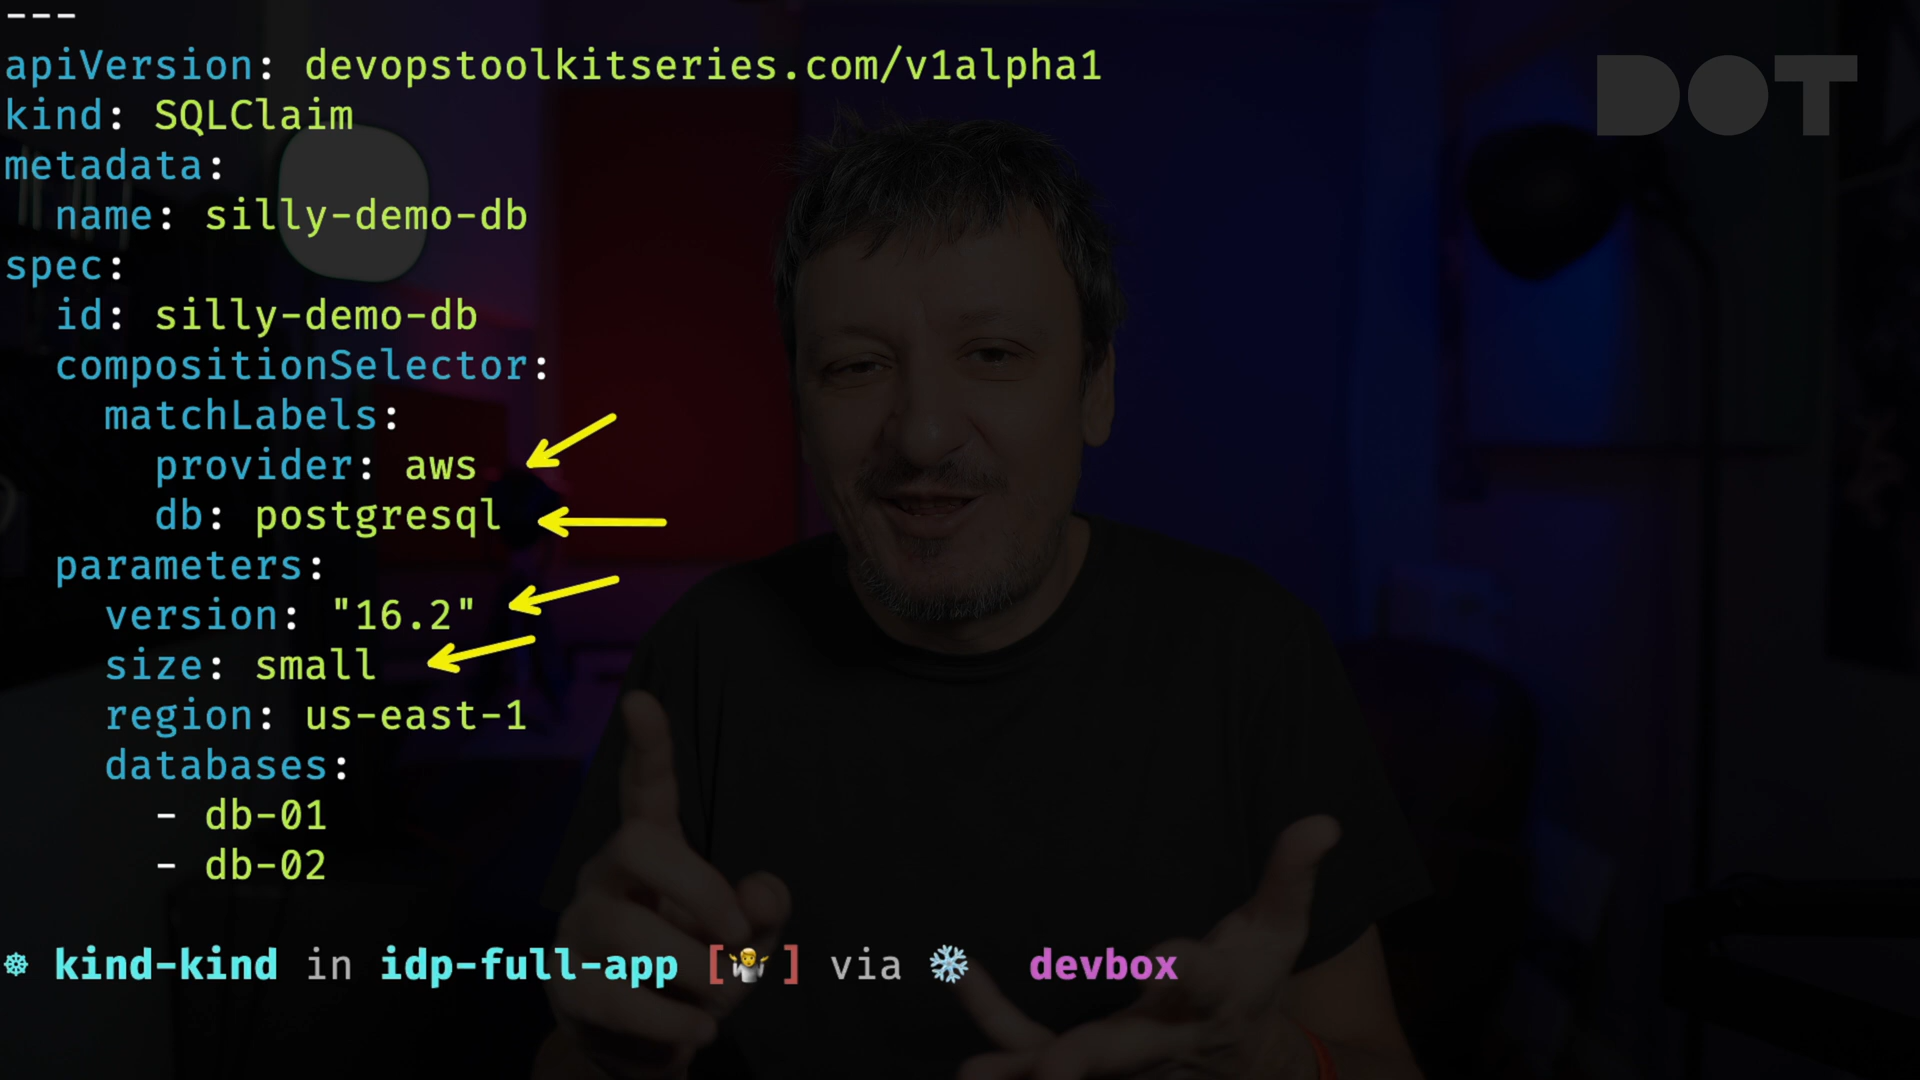 ---
apiVersion: devopstoolkitseries.com/v1alpha1
kind: SQLClaim
metadata:
  name: silly-demo-db
spec:
  id: silly-demo-db
  compositionSelector:
    matchLabels:
      provider: aws
      db: postgresql
  parameters:
    version: "16.2"
    size: small
    region: us-east-1
    databases:
      - db-01
      - db-02
☸ kind-kind in idp-full-app [🤷‍♂️] via ❄️ devbox
DOT